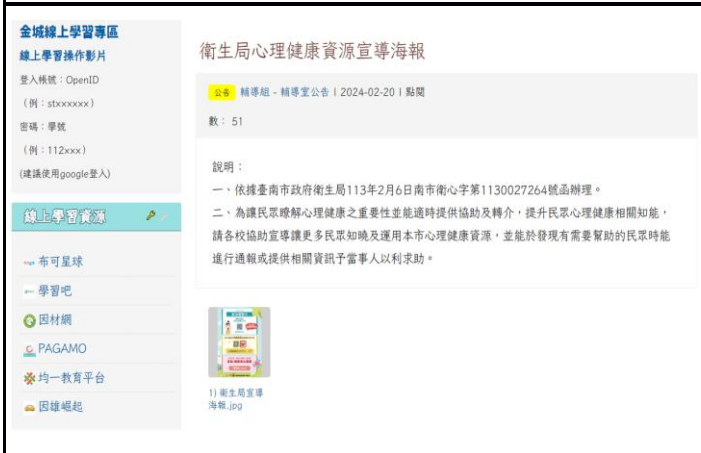 金城線上學習專區
線上學習操作影片
登入帳號：OpenID
（例：stxxxxxx）
密碼：學號
（例：112xxx）
(建議使用google登入)
線上學習資源
布可星球
學習吧
因材網
PAGAMO
均一教育平台
因雄崛起
衛生局心理健康資源宣導海報
公告 輔導組 - 輔導室公告 | 2024-02-20 | 點閱
數： 51
說明：
一、依據臺南市政府衛生局113年2月6日南市衛心字第1130027264號函辦理。
二、為讓民眾瞭解心理健康之重要性並能適時提供協助及轉介，提升民眾心理健康相關知能，
請各校協助宣導讓更多民眾知曉及運用本市心理健康資源，並能於發現有需要幫助的民眾時能
進行通報或提供相關資訊予當事人以利求助。
1) 衛生局宣導
海報.jpg